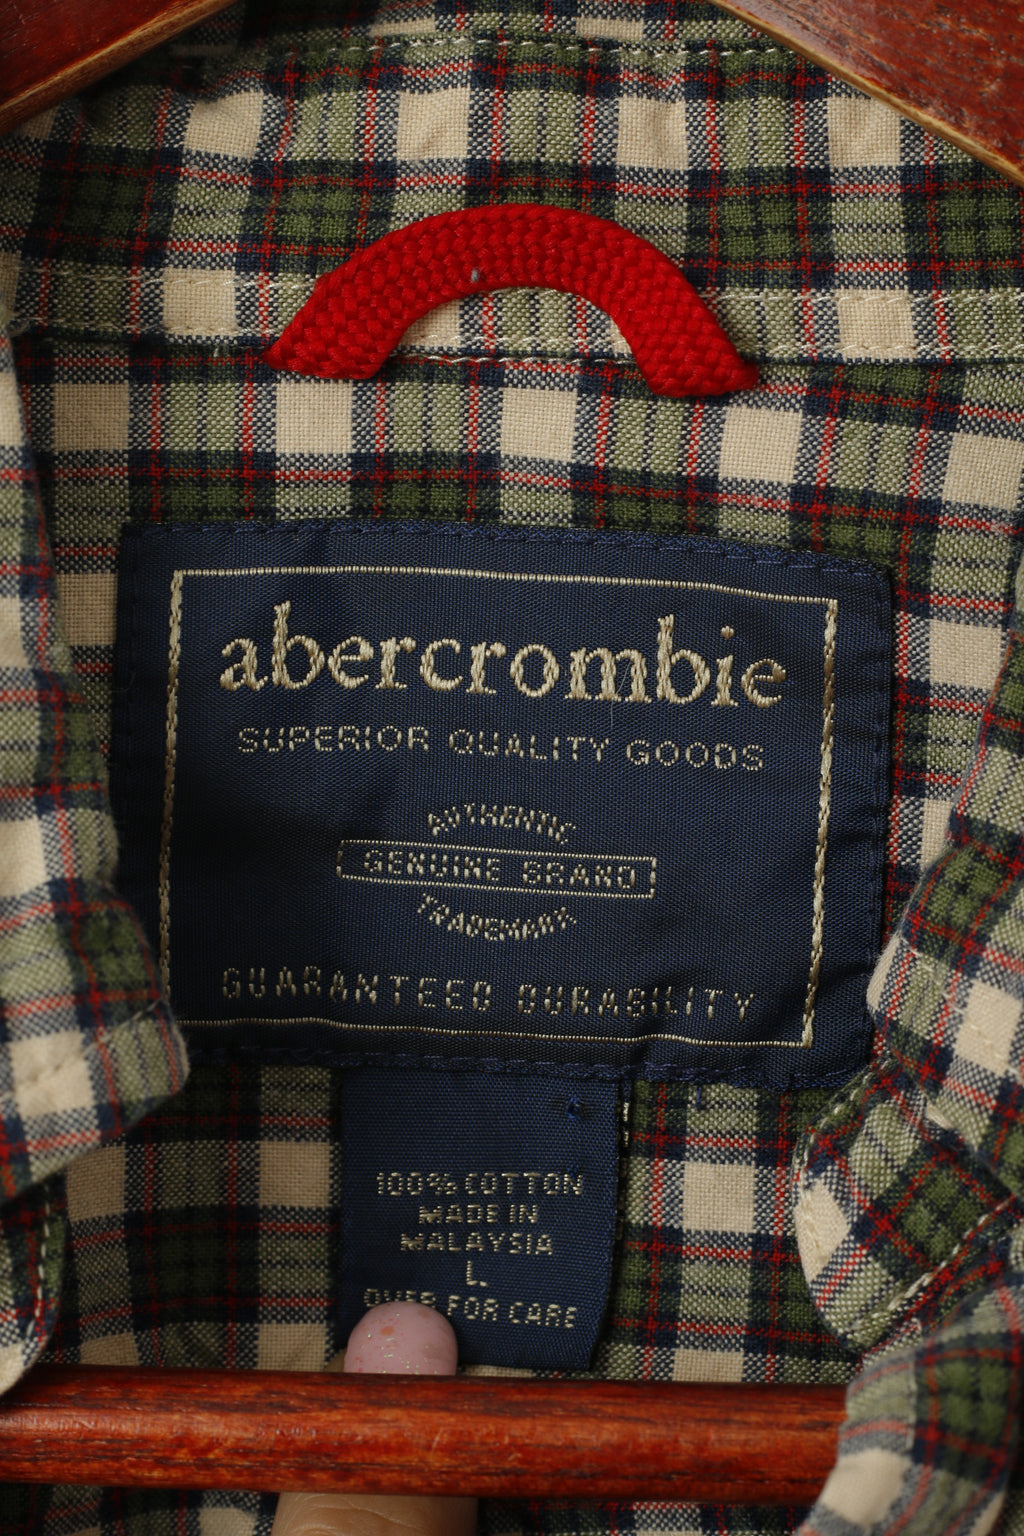 abercrombie
SUPERIOR QUALITY GOODS
AUTHENTIC
GENUINE BRAND
TRADEMARK
GUARANTEED DURABILITY
100% COTTON
MADE IN
MALAYSIA
L
OVER FOR CARE